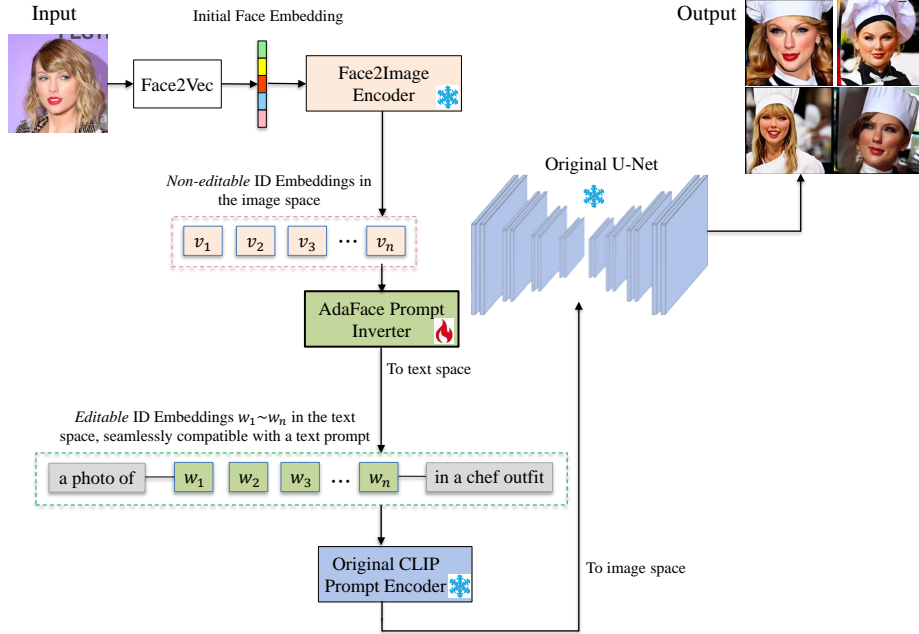 Input
Initial Face Embedding
Output
Face2Vec
Face2Image
Encoder
Non-editable ID Embeddings in
the image space
Original U-Net
v₁ v₂ v₃ ⋯ vₙ
AdaFace Prompt
Inverter
To text space
Editable ID Embeddings w₁~wₙ in the text
space, seamlessly compatible with a text prompt
a photo of w₁ w₂ w₃ ⋯ wₙ in a chef outfit
Original CLIP
Prompt Encoder
To image space